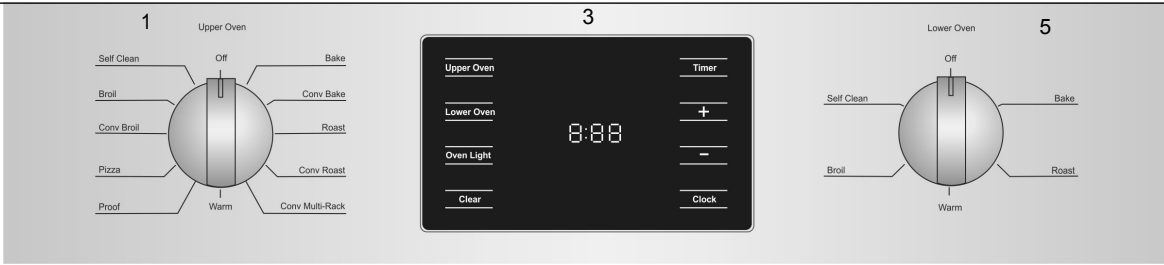 1
Upper Oven
Off
Self Clean
Bake
Broil
Conv Bake
Conv Broil
Roast
Pizza
Conv Roast
Proof
Warm
Conv Multi-Rack
3
Upper Oven
Timer
Lower Oven
+
8:88
Oven Light
−
Clear
Clock
Lower Oven
5
Off
Self Clean
Bake
Broil
Roast
Warm